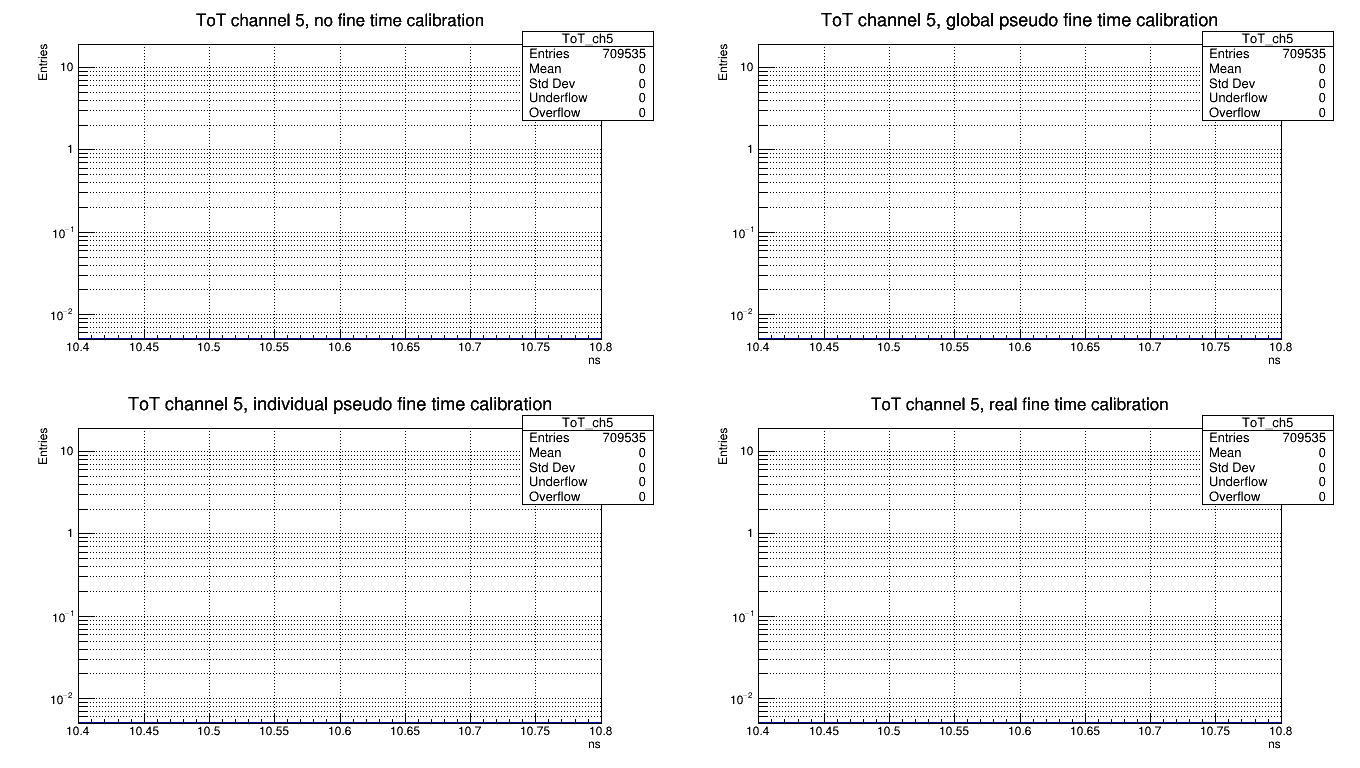 ToT channel 5, no fine time calibration
Entries
ToT_ch5
Entries 709535
Mean 0
Std Dev 0
Underflow 0
Overflow 0
10
1
10⁻¹
10⁻²
10.4 10.45 10.5 10.55 10.6 10.65 10.7 10.75 10.8
ns
ToT channel 5, global pseudo fine time calibration
Entries
ToT_ch5
Entries 709535
Mean 0
Std Dev 0
Underflow 0
Overflow 0
10
1
10⁻¹
10⁻²
10.4 10.45 10.5 10.55 10.6 10.65 10.7 10.75 10.8
ns
ToT channel 5, individual pseudo fine time calibration
Entries
ToT_ch5
Entries 709535
Mean 0
Std Dev 0
Underflow 0
Overflow 0
10
1
10⁻¹
10⁻²
10.4 10.45 10.5 10.55 10.6 10.65 10.7 10.75 10.8
ns
ToT channel 5, real fine time calibration
Entries
ToT_ch5
Entries 709535
Mean 0
Std Dev 0
Underflow 0
Overflow 0
10
1
10⁻¹
10⁻²
10.4 10.45 10.5 10.55 10.6 10.65 10.7 10.75 10.8
ns